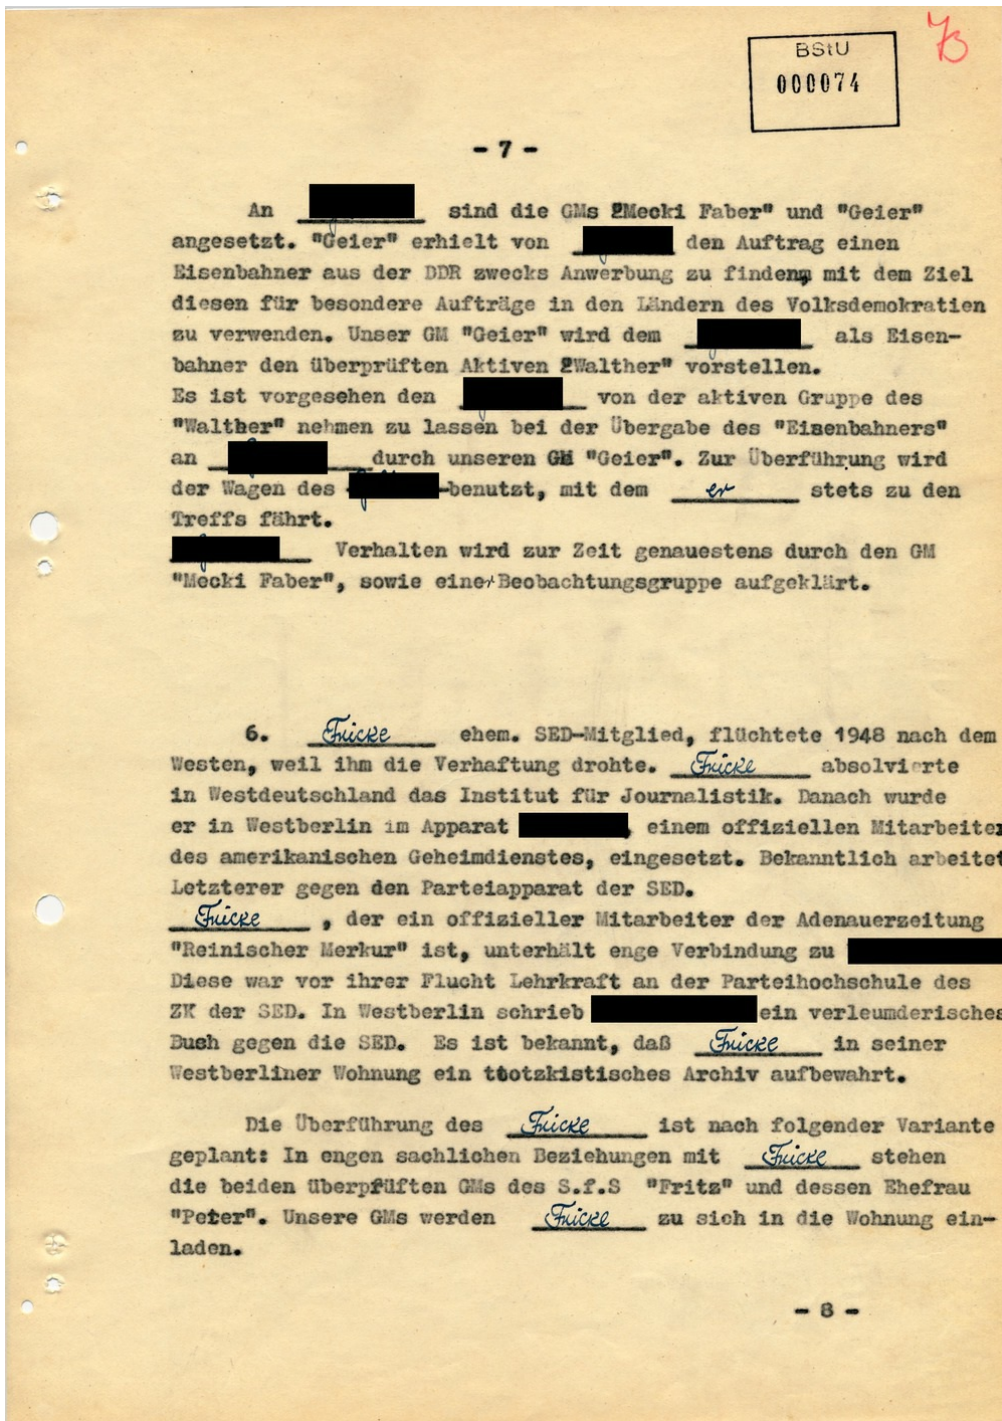 73
BStU
000074
- 7 -
An sind die GMs "Mecki Faber" und "Geier"
angesetzt. "Geier" erhielt von den Auftrag einen
Eisenbahner aus der DDR zwecks Anwerbung zu finden, mit dem Ziel
diesen für besondere Aufträge in den Ländern des Volksdemokratien
zu verwenden. Unser GM "Geier" wird dem als Eisen-
bahner den überprüften Aktiven "Walther" vorstellen.
Es ist vorgesehen den von der aktiven Gruppe des
"Walther" nehmen zu lassen bei der Übergabe des "Eisenbahners"
an durch unseren GM "Geier". Zur Überführung wird
der Wagen des benutzt, mit dem er stets zu den
Treffs fährt.
Verhalten wird zur Zeit genauestens durch den GM
"Mecki Faber", sowie einer Beobachtungsgruppe aufgeklärt.
6. Fricke ehem. SED-Mitglied, flüchtete 1948 nach dem
Westen, weil ihm die Verhaftung drohte. Fricke absolvierte
in Westdeutschland das Institut für Journalistik. Danach wurde
er in Westberlin im Apparat , einem offiziellen Mitarbeiter
des amerikanischen Geheimdienstes, eingesetzt. Bekanntlich arbeitet
Letzterer gegen den Parteiapparat der SED.
Fricke , der ein offizieller Mitarbeiter der Adenauerzeitung
"Reinischer Merkur" ist, unterhält enge Verbindung zu
Diese war vor ihrer Flucht Lehrkraft an der Parteihochschule des
ZK der SED. In Westberlin schrieb ein verleumderisches
Buch gegen die SED. Es ist bekannt, daß Fricke in seiner
Westberliner Wohnung ein trotzkistisches Archiv aufbewahrt.
Die Überführung des Fricke ist nach folgender Variante
geplant: In engen sachlichen Beziehungen mit Fricke stehen
die beiden überprüften GMs des S.f.S "Fritz" und dessen Ehefrau
"Peter". Unsere GMs werden Fricke zu sich in die Wohnung ein-
laden.
- 8 -